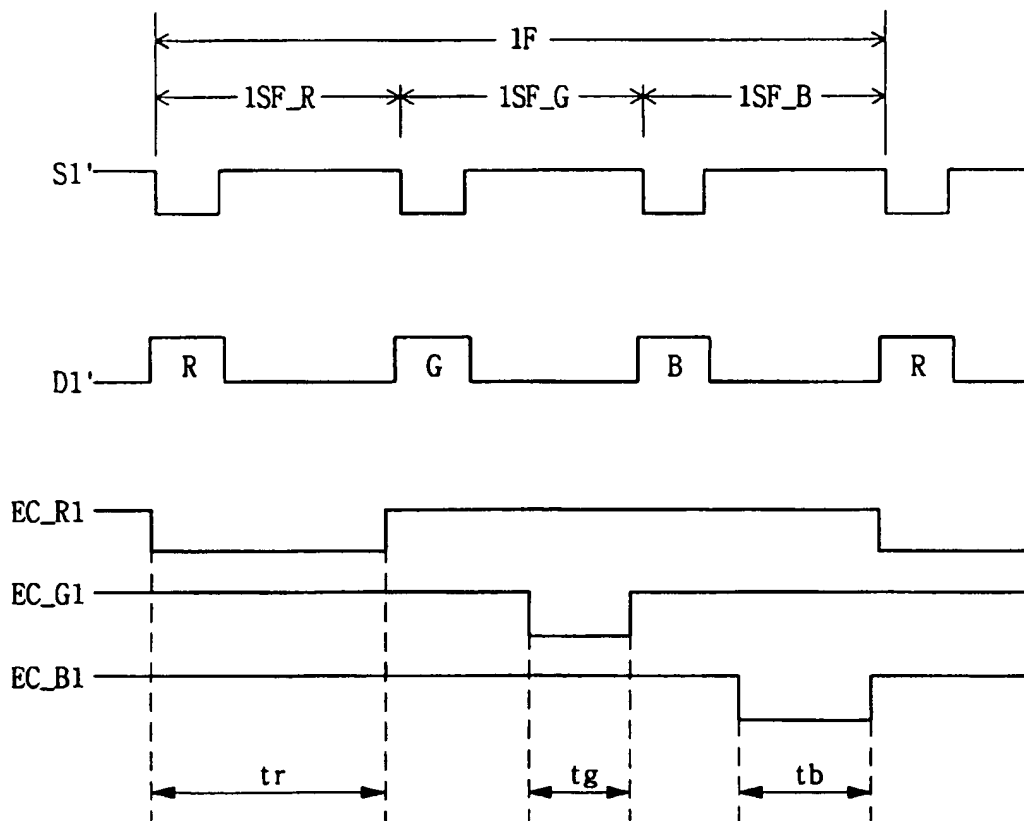 1F
1SF_R 1SF_G 1SF_B
S1'
D1' R G B R
EC_R1
EC_G1
EC_B1
tr tg tb